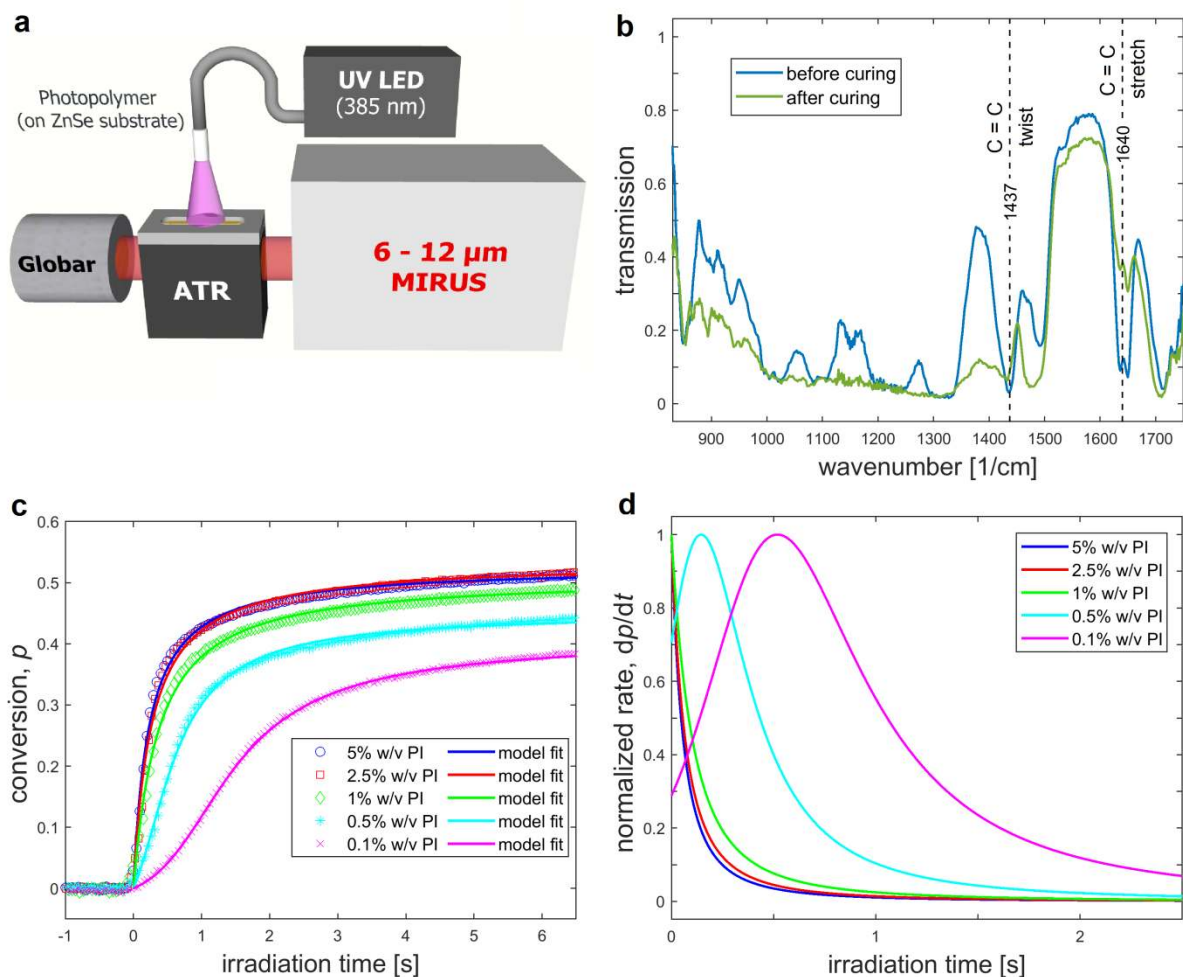 a
UV LED
(385 nm)
Photopolymer
(on ZnSe substrate)
Globar
ATR
6 - 12 µm
MIRUS
b
before curing
after curing
C = C
twist
1437
C = C
stretch
1640
transmission
1
0.8
0.6
0.4
0.2
0
900 1000 1100 1200 1300 1400 1500 1600 1700
wavenumber [1/cm]
c
conversion, p
0.6
0.5
0.4
0.3
0.2
0.1
0
5% w/v PI model fit
2.5% w/v PI model fit
1% w/v PI model fit
0.5% w/v PI model fit
0.1% w/v PI model fit
-1 0 1 2 3 4 5 6
irradiation time [s]
d
normalized rate, dp/dt
1
0.8
0.6
0.4
0.2
0
5% w/v PI
2.5% w/v PI
1% w/v PI
0.5% w/v PI
0.1% w/v PI
0 1 2
irradiation time [s]